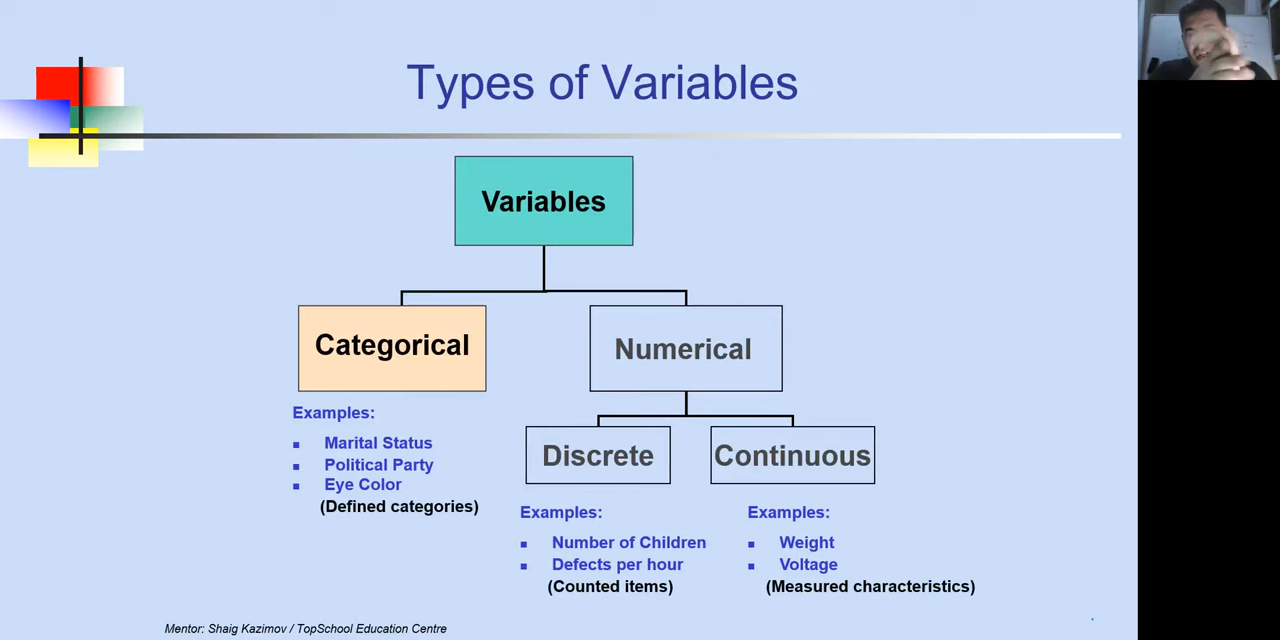 Types of Variables
Variables
Categorical
Numerical
Examples:
Marital Status
Political Party
Eye Color
(Defined categories)
Discrete
Continuous
Examples:
Number of Children
Defects per hour
(Counted items)
Examples:
Weight
Voltage
(Measured characteristics)
Mentor: Shaig Kazimov / TopSchool Education Centre